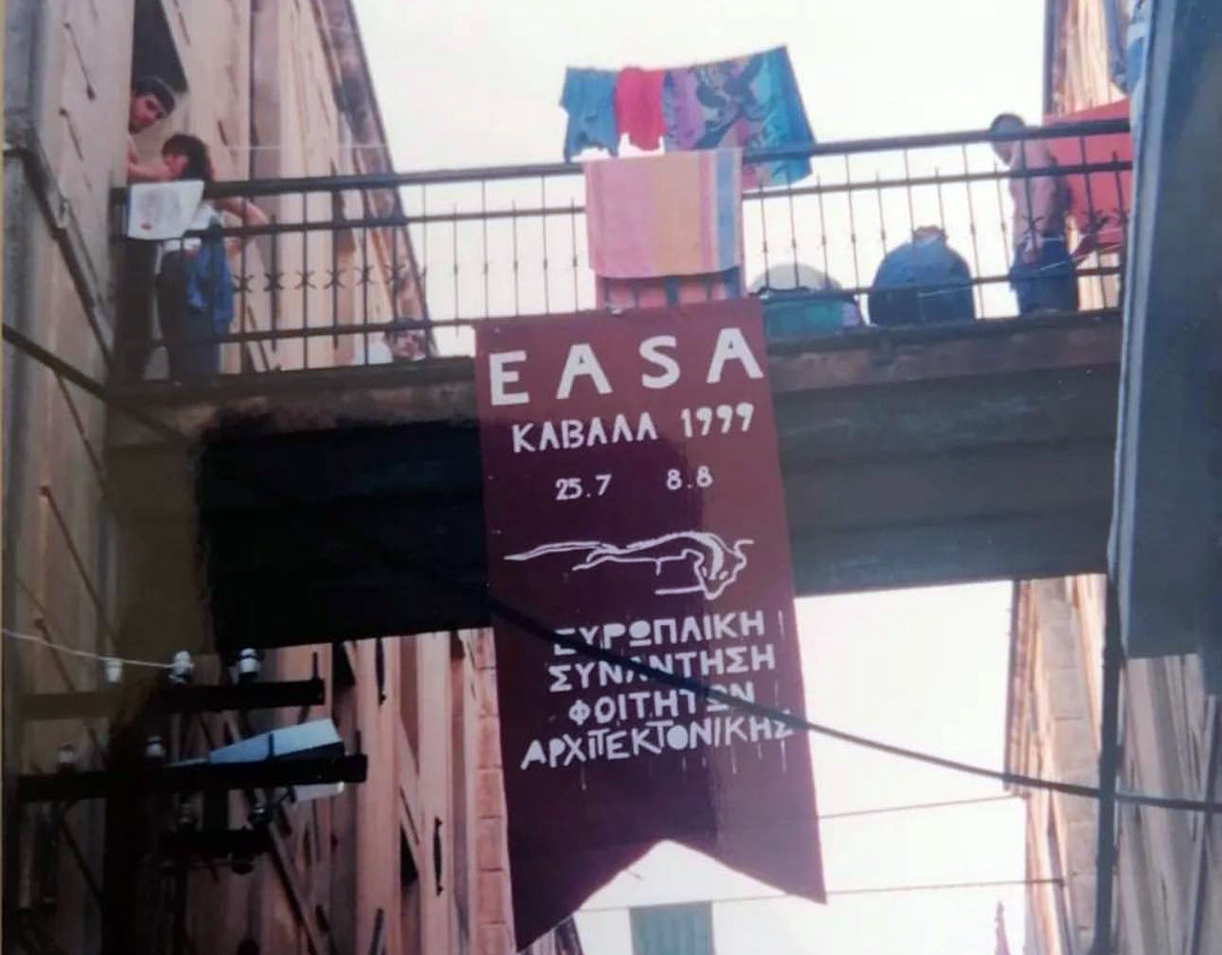 EASA
ΚΑΒΑΛΑ 1999
25.7 8.8
ΕΥΡΩΠΑΙΚΗ
ΣΥΝΑΝΤΗΣΗ
ΦΟΙΤΗΤΩΝ
ΑΡΧΙΤΕΚΤΟΝΙΚΗΣ